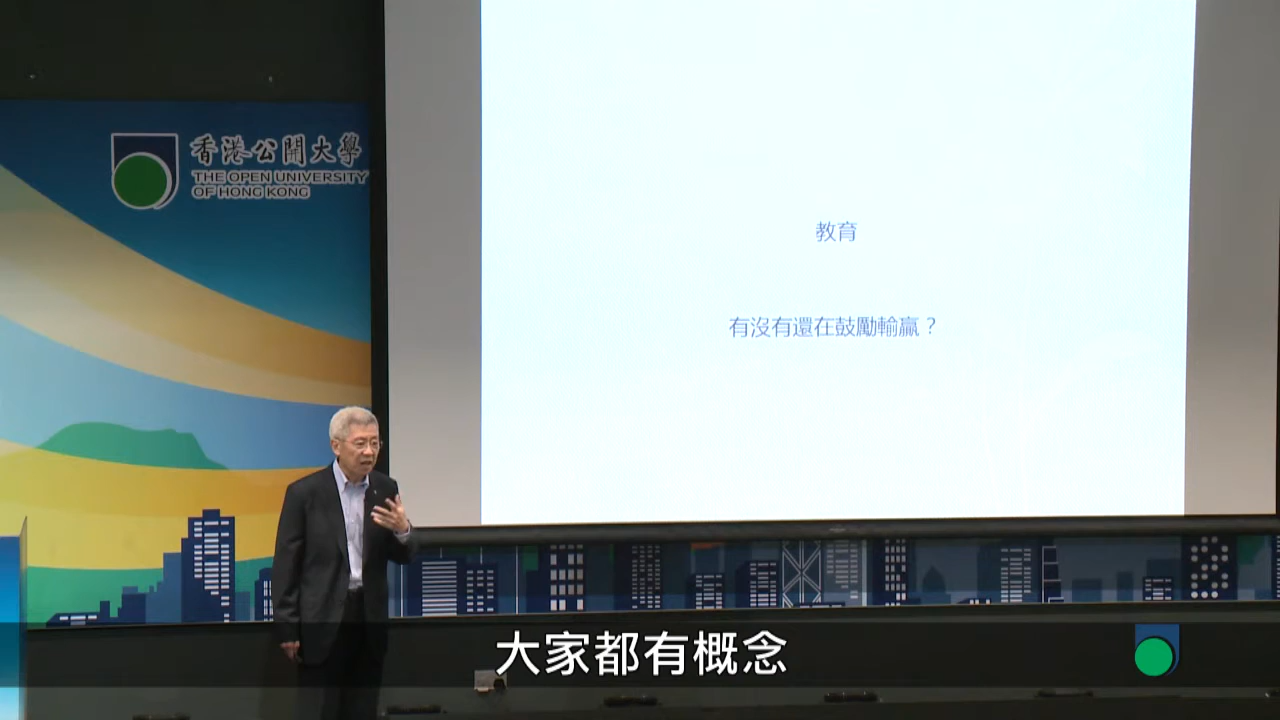 香港公開大學
THE OPEN UNIVERSITY
OF HONG KONG
教育
有沒有還在鼓勵輸贏？
大家都有概念